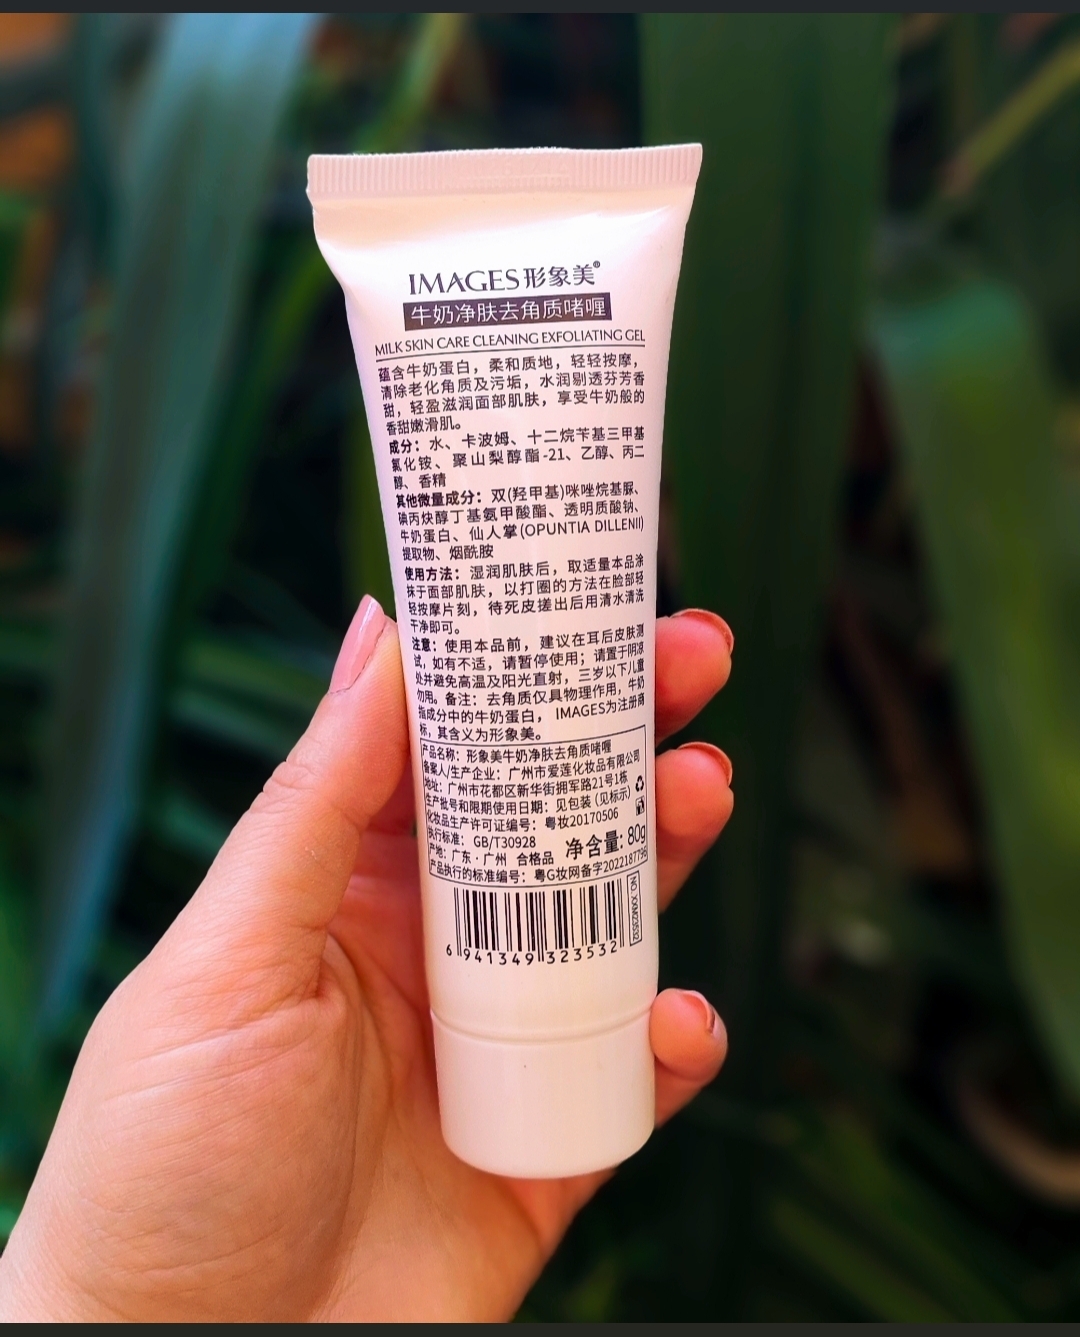 IMAGES形象美®
牛奶净肤去角质啫喱
MILK SKIN CARE CLEANING EXFOLIATING GEL
蕴含牛奶蛋白，柔和质地，轻轻按摩，
清除老化角质及污垢，水润剔透芬芳香
甜，轻盈滋润面部肌肤，享受牛奶般的
香甜嫩滑肌。
成分：水、卡波姆、十二烷苄基三甲基
氯化铵、聚山梨醇酯-21、乙醇、丙二
醇、香精
其他微量成分：双(羟甲基)咪唑烷基脲、
碘丙炔醇丁基氨甲酸酯、透明质酸钠、
牛奶蛋白、仙人掌(OPUNTIA DILLENII)
提取物、烟酰胺
使用方法：湿润肌肤后，取适量本品涂
抹于面部肌肤，以打圈的方法在脸部轻
轻按摩片刻，待死皮搓出后用清水清洗
干净即可。
注意：使用本品前，建议在耳后皮肤测
试，如有不适，请暂停使用；请置于阴凉
处并避免高温及阳光直射，三岁以下儿童
勿用。备注：去角质仅具物理作用，牛奶
指成分中的牛奶蛋白，IMAGES为注册商
标，其含义为形象美。
产品名称：形象美牛奶净肤去角质啫喱
备案人/生产企业：广州市爱莲化妆品有限公司
地址：广州市花都区新华街拥军路21号1栋
生产批号和限期使用日期：见包装（见标示）
化妆品生产许可证编号：粤妆20170506
执行标准：GB/T30928
净含量：80g
产地：广东·广州 合格品
产品执行的标准编号：粤G妆网备字2022187796
NO.:XXM23532
6 941349 323532